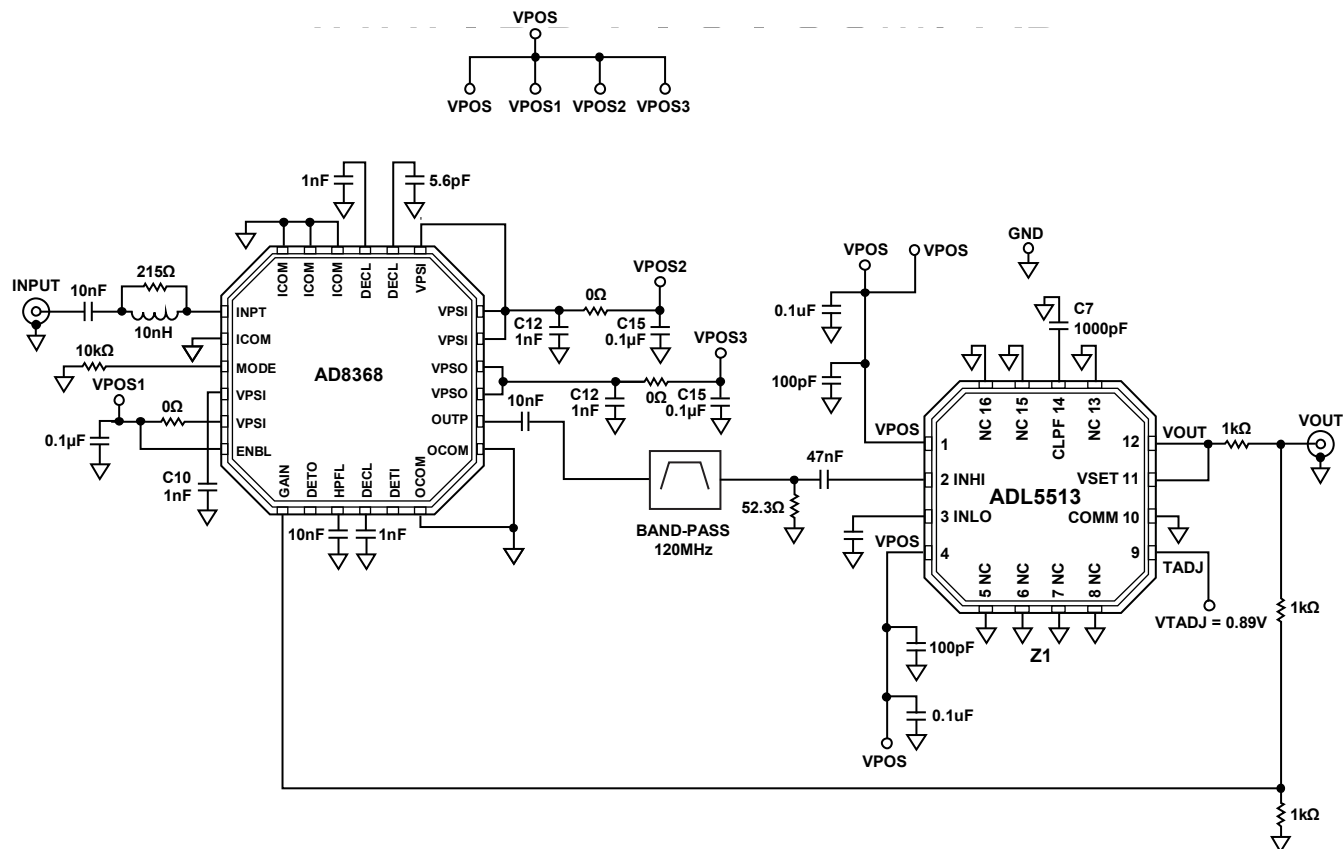 VPOS
VPOS VPOS1 VPOS2 VPOS3
1nF 5.6pF
INPUT
10nF
215Ω
10nH
10kΩ
VPOS1
0Ω
0.1µF
C10
1nF
ICOM ICOM ICOM DECL DECL VPSI
INPT
ICOM
MODE
VPSI
VPSI
ENBL
AD8368
VPSI
VPSI
VPSO
VPSO
OUTP
OCOM
GAIN DETO HPFL DECL DETI OCOM
10nF 1nF
VPOS2
0Ω
C12
1nF
C15
0.1µF
VPOS3
C12
1nF
0Ω
C15
0.1µF
10nF
BAND-PASS
120MHz
52.3Ω
47nF
VPOS VPOS
0.1uF
100pF
GND
C7
1000pF
NC 16 NC 15 CLPF 14 NC 13
VPOS
1
2 INHI
3 INLO
VPOS
4
ADL5513
12
VSET 11
COMM 10
9
5 NC 6 NC 7 NC 8 NC
Z1
VOUT
1kΩ
VOUT
TADJ
VTADJ = 0.89V
1kΩ
100pF
0.1uF
VPOS
1kΩ